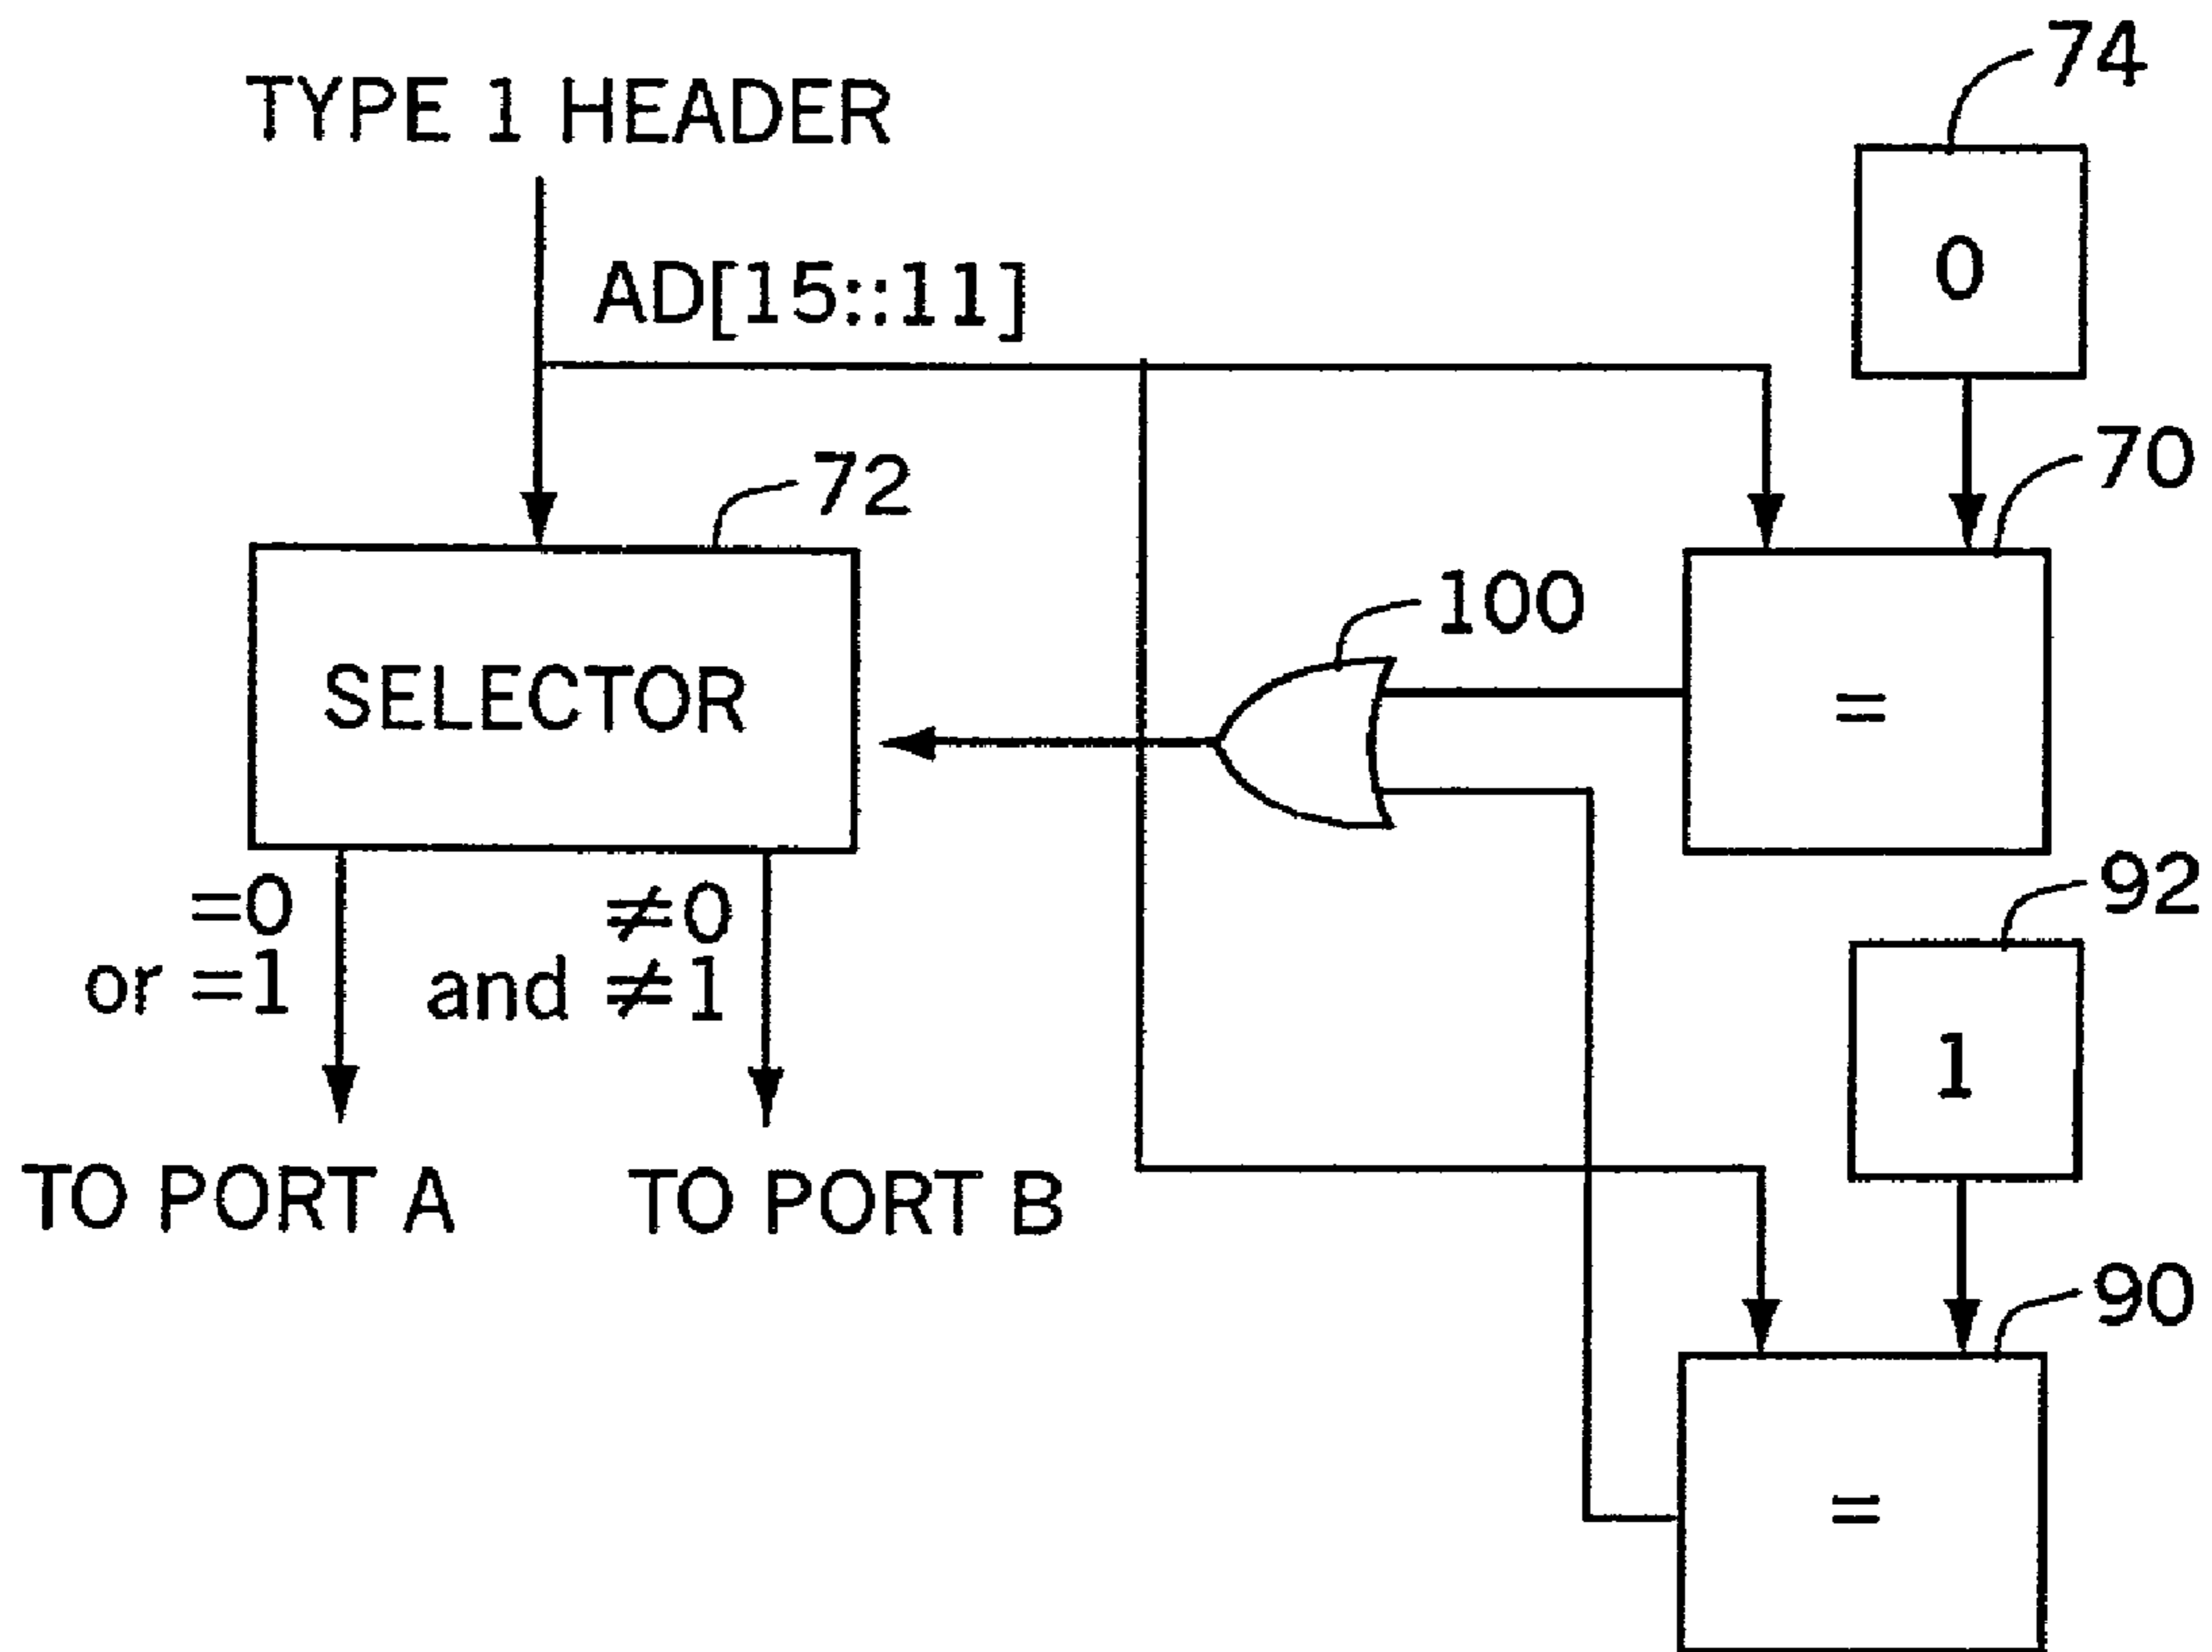 74
TYPE 1 HEADER
0
AD[15::11]
70
72
100
SELECTOR
=
92
=0
≠0
or =1
and ≠1
1
TO PORT A
TO PORT B
90
=